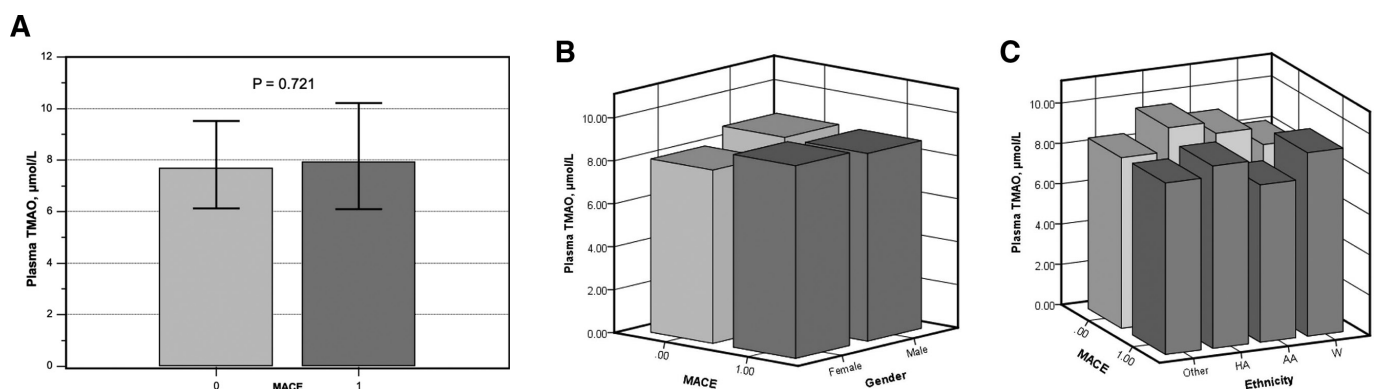 A
P = 0.721
Plasma TMAO, μmol/L
12
10
8
6
4
2
0
0
1
MACE
B
Plasma TMAO, μmol/L
10.00
8.00
6.00
4.00
2.00
0.00
.00
1.00
MACE
Female
Male
Gender
C
Plasma TMAO, μmol/L
10.00
8.00
6.00
4.00
2.00
0.00
.00
1.00
MACE
Other
HA
AA
W
Ethnicity